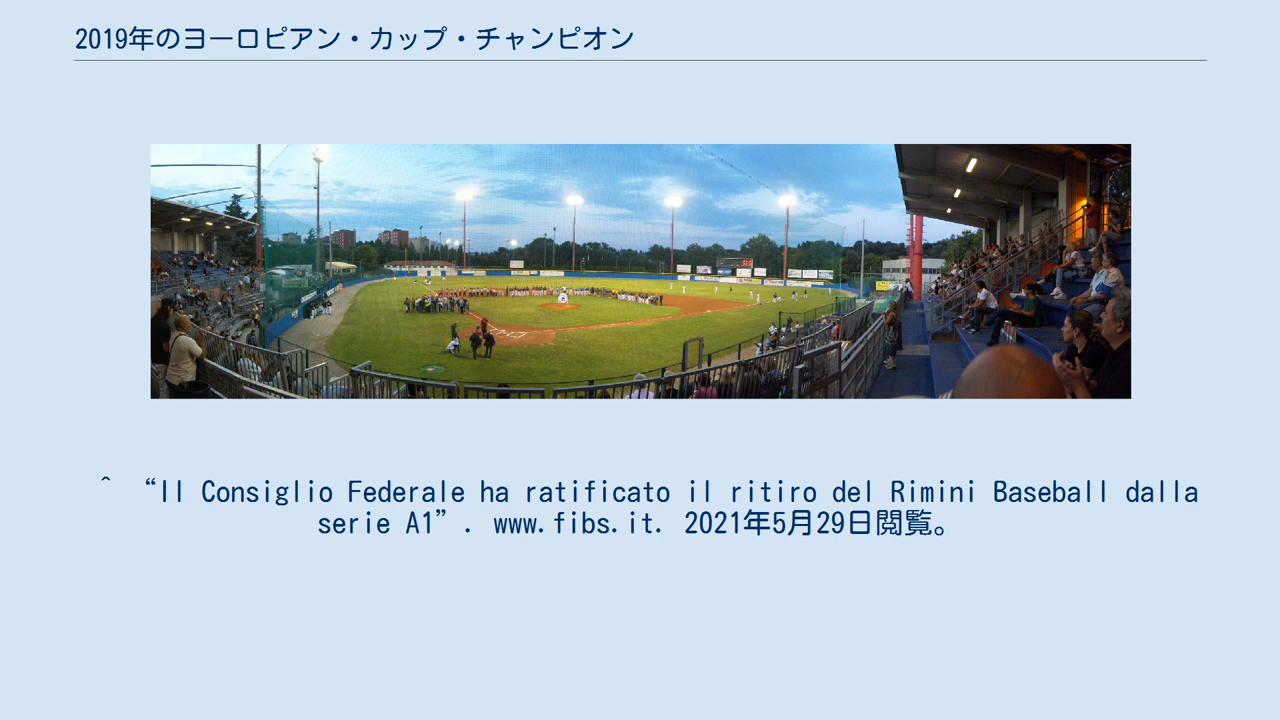 2019年のヨーロピアン・カップ・チャンピオン
^ “Il Consiglio Federale ha ratificato il ritiro del Rimini Baseball dalla
serie A1”. www.fibs.it. 2021年5月29日閲覧。